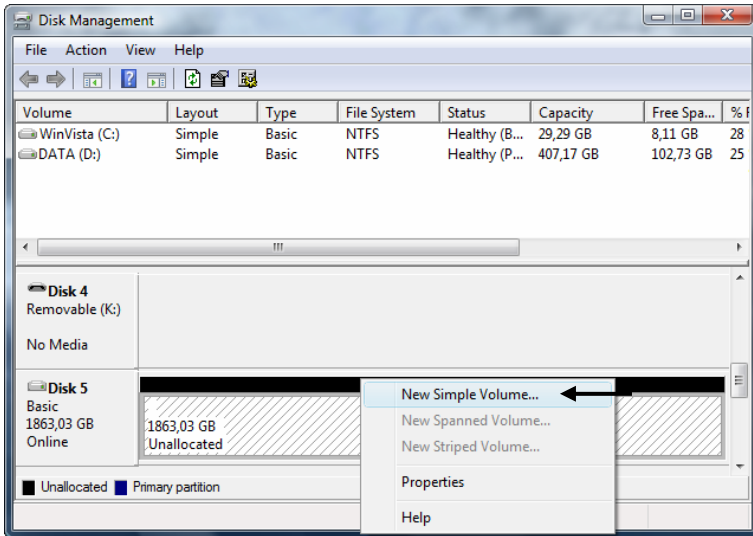 Disk Management
File Action View Help
Volume Layout Type File System Status Capacity Free Spa... % F
WinVista (C:) Simple Basic NTFS Healthy (B... 29,29 GB 8,11 GB 28
DATA (D:) Simple Basic NTFS Healthy (P... 407,17 GB 102,73 GB 25
Disk 4
Removable (K:)
No Media
Disk 5
Basic
1863,03 GB
Online
1863,03 GB
Unallocated
New Simple Volume...
New Spanned Volume...
New Striped Volume...
Properties
Help
Unallocated Primary partition